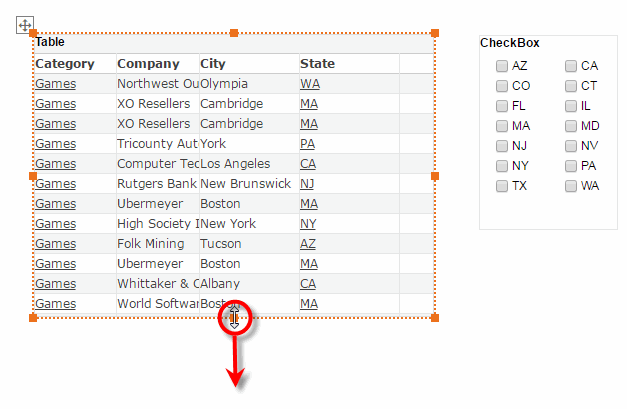 Table
Category Company City State
Games Northwest Ou Olympia WA
Games XO Resellers Cambridge MA
Games XO Resellers Cambridge MA
Games Tricounty Aut York PA
Games Computer Tec Los Angeles CA
Games Rutgers Bank New Brunswick NJ
Games Ubermeyer Boston MA
Games High Society I New York NY
Games Folk Mining Tucson AZ
Games Ubermeyer Boston MA
Games Whittaker & C Albany CA
Games World Softwar Boston MA
CheckBox
AZ CA
CO CT
FL IL
MA MD
NJ NV
NY PA
TX WA